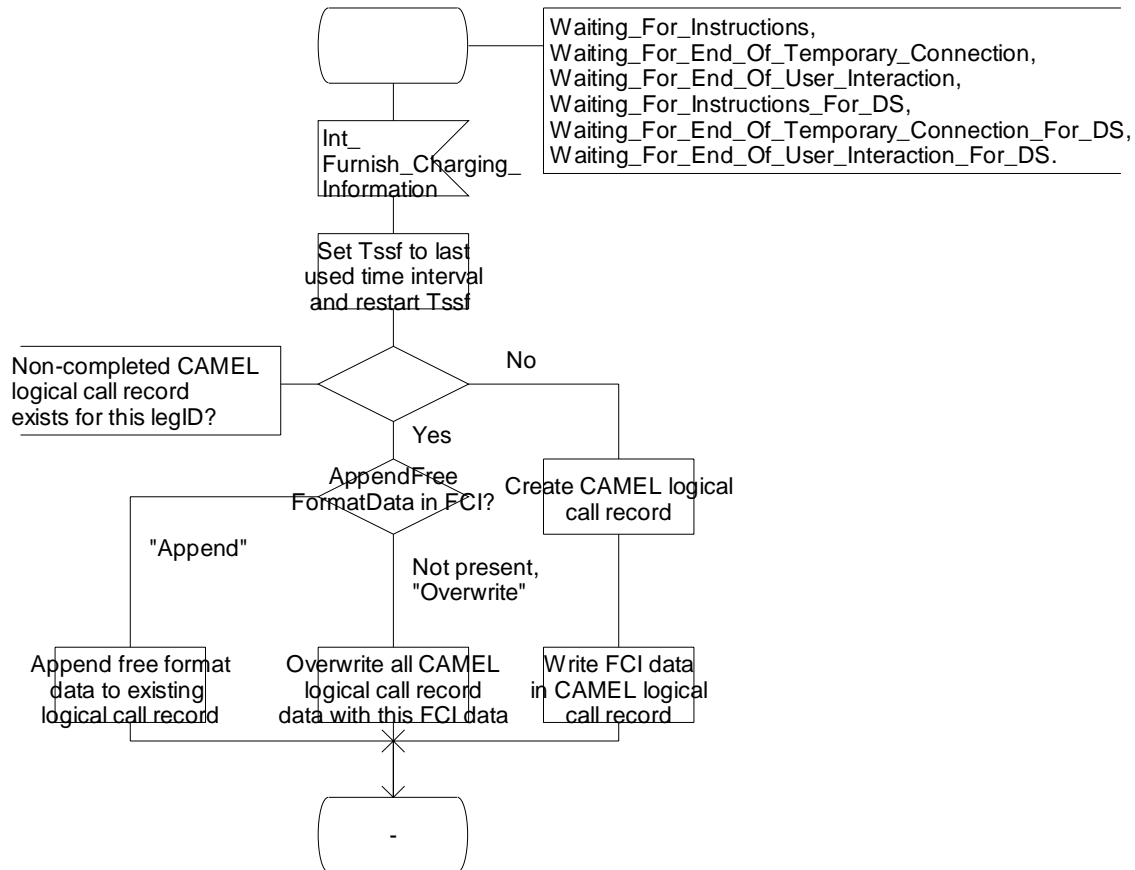 Waiting_For_Instructions,
Waiting_For_End_Of_Temporary_Connection,
Waiting_For_End_Of_User_Interaction,
Waiting_For_Instructions_For_DS,
Waiting_For_End_Of_Temporary_Connection_For_DS,
Waiting_For_End_Of_User_Interaction_For_DS.
Int_
Furnish_Charging_
Information
Set Tssf to last
used time interval
and restart Tssf
Non-completed CAMEL
logical call record
exists for this legID?
No
Yes
AppendFree
FormatData in FCI?
Create CAMEL logical
call record
"Append"
Not present,
"Overwrite"
Append free format
data to existing
logical call record
Overwrite all CAMEL
logical call record
data with this FCI data
Write FCI data
in CAMEL logical
call record
-